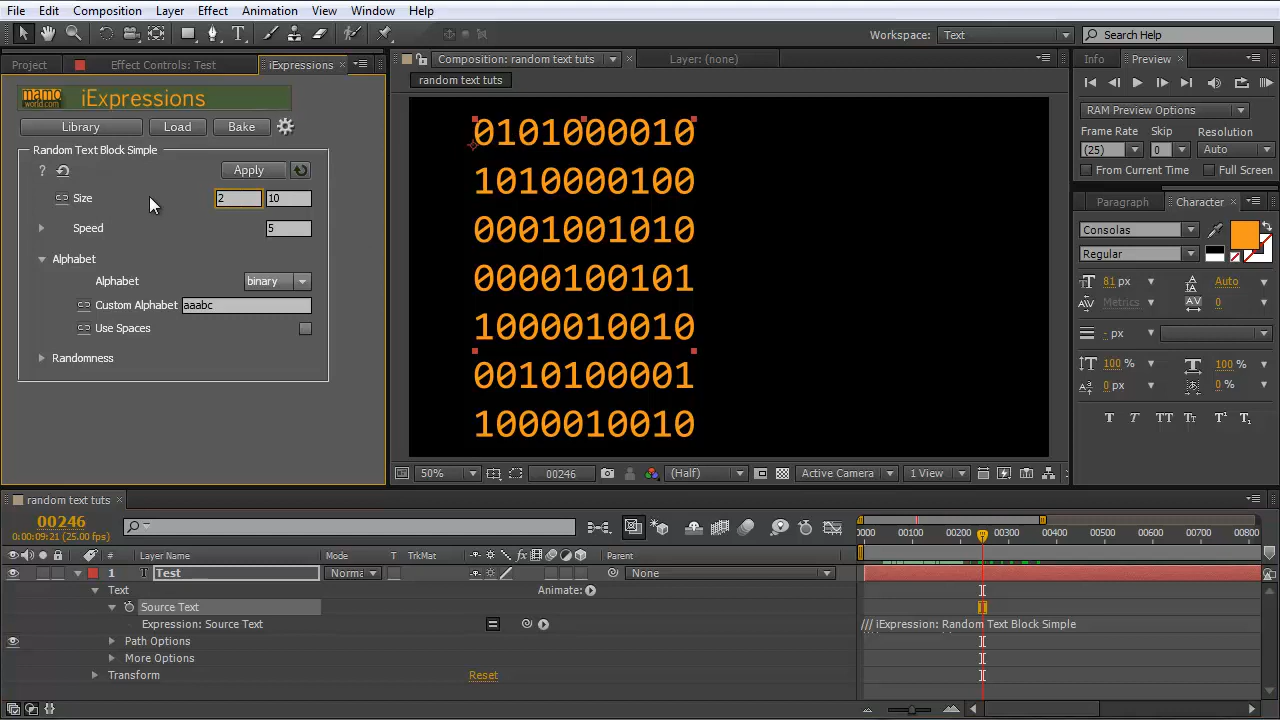 File Edit Composition Layer Effect Animation View Window Help
Workspace: Text Search Help
Project Effect Controls: Test iExpressions Composition: random text tuts Layer: (none) Info Preview
random text tuts
mamoworld.com iExpressions
Library Load Bake
Random Text Block Simple
? Apply
Size 2 10
Speed 5
Alphabet
Alphabet binary
Custom Alphabet aaabc
Use Spaces
Randomness
0101000010
1010000100
0001001010
0000100101
1000010010
0010100001
1000010010
RAM Preview Options
Frame Rate Skip Resolution
(25) 0 Auto
From Current Time Full Screen
Paragraph Character
Consolas
Regular
81 px Auto
Metrics 0
- px
100 % 100 %
0 px 0 %
T T TT Tt T¹ T₁
50% 00246 (Half) Active Camera 1 View
random text tuts
00246
0:00:09:21 (25.00 fps)
0000 00100 00200 00300 00400 00500 00600 00700 00800
# Layer Name Mode T TrkMat fx Parent
1 T Test Norma None
Text Animate:
Source Text
Expression: Source Text /// iExpression: Random Text Block Simple
Path Options
More Options
Transform Reset